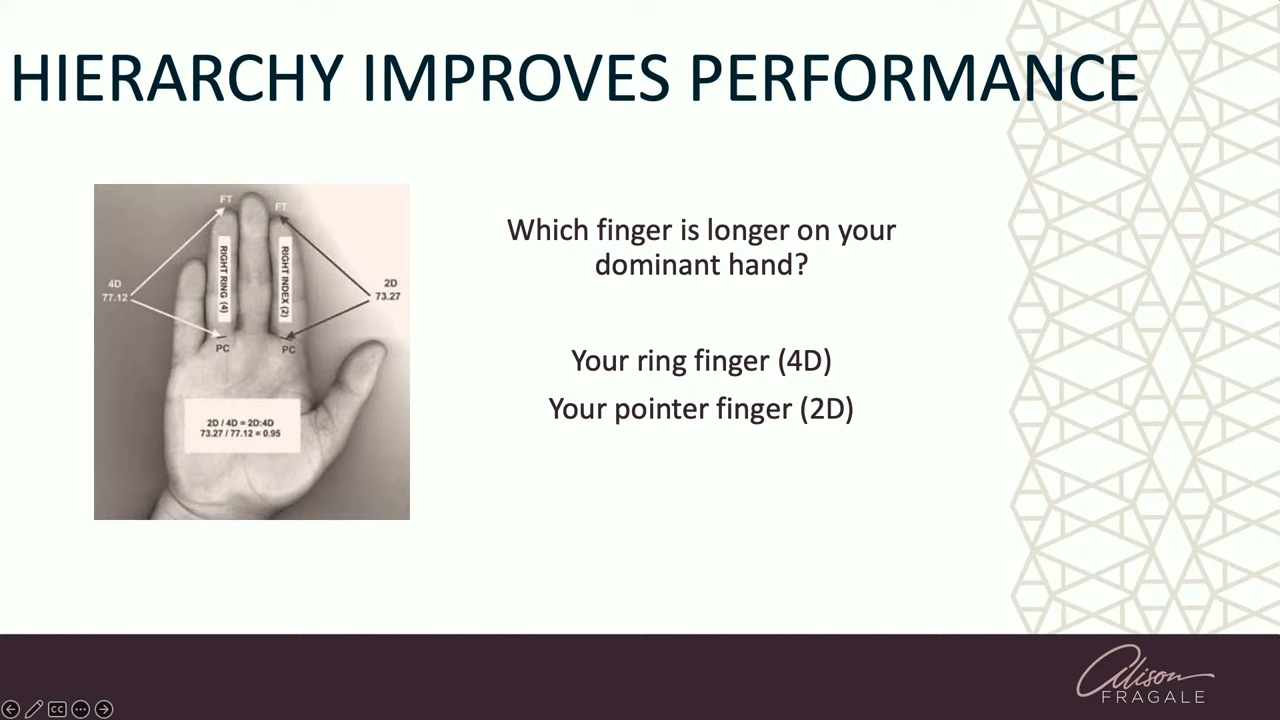 HIERARCHY IMPROVES PERFORMANCE
FT
FT
RIGHT RING (4)
RIGHT INDEX (2)
4D
77.12
2D
73.27
PC
PC
2D / 4D = 2D:4D
73.27 / 77.12 = 0.95
Which finger is longer on your
dominant hand?
Your ring finger (4D)
Your pointer finger (2D)
Alison
FRAGALE
CC